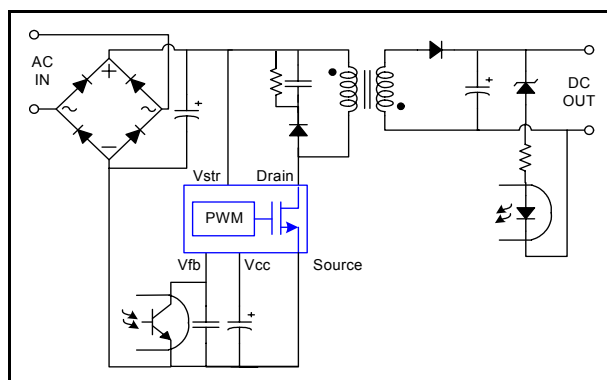 AC
IN
+
~
~
−
+
+
DC
OUT
Vstr
Drain
PWM
Vfb
Vcc
Source
+